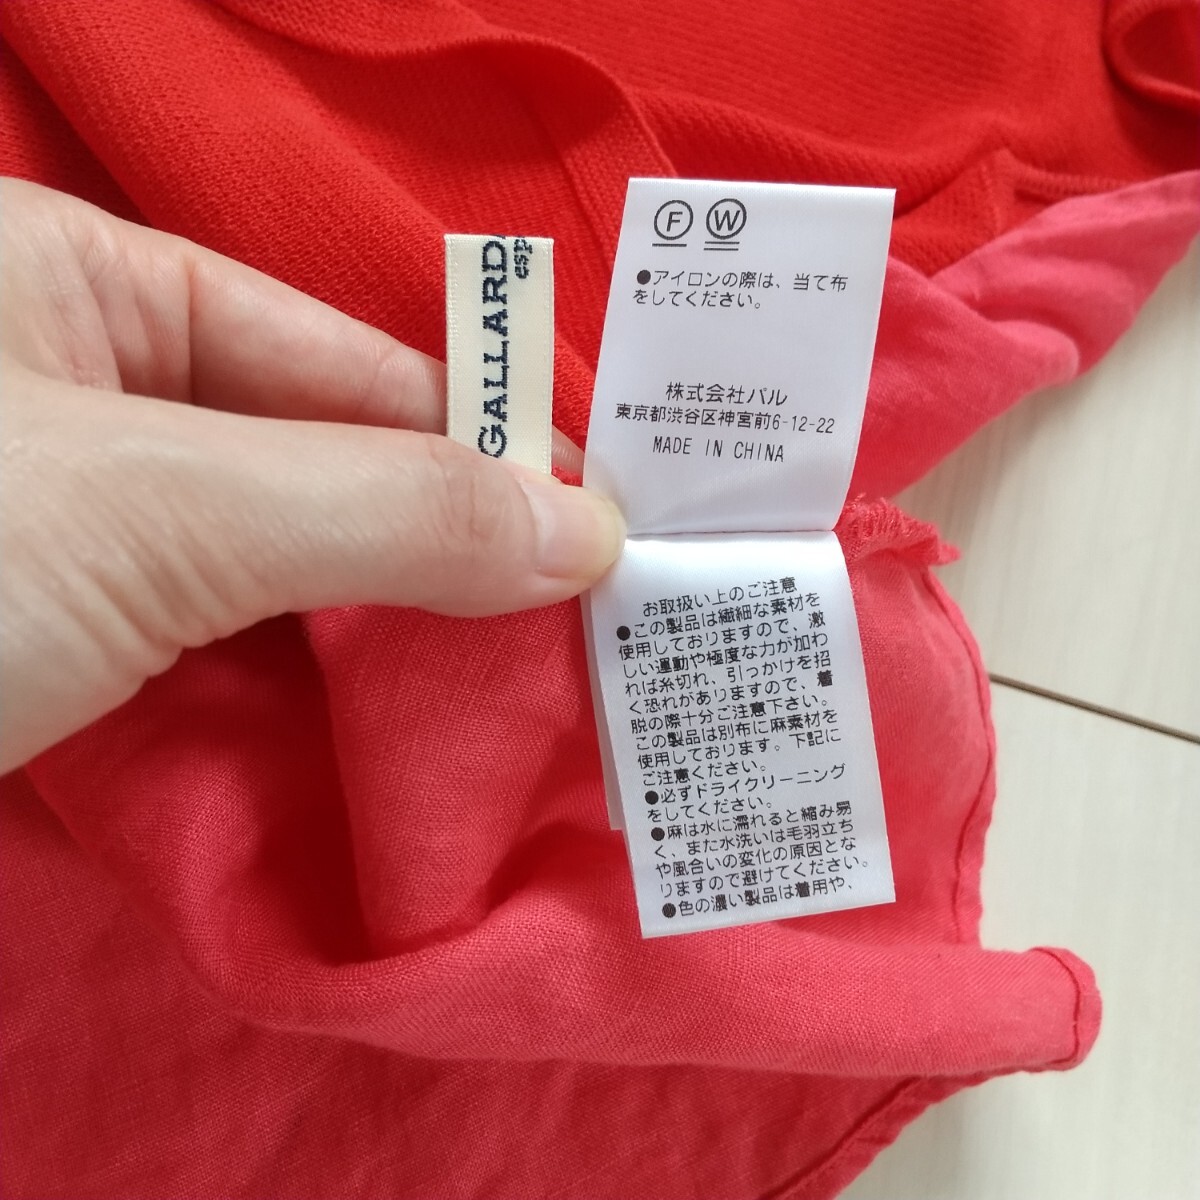 GALLARD
esp
F W
●アイロンの際は、当て布
をしてください。
株式会社パル
東京都渋谷区神宮前6-12-22
MADE IN CHINA
お取扱い上のご注意
●この製品は繊細な素材を
使用しておりますので、激
しい運動や極度な力が加わ
れば糸切れ、引っかけを招
く恐れがありますので、着
脱の際十分ご注意下さい。
この製品は別布に麻素材を
使用しております。下記に
ご注意ください。
●必ずドライクリーニング
をしてください。
●麻は水に濡れると縮み易
く、また水洗いは毛羽立ち
や風合いの変化の原因とな
りますので避けてください。
●色の濃い製品は着用や、